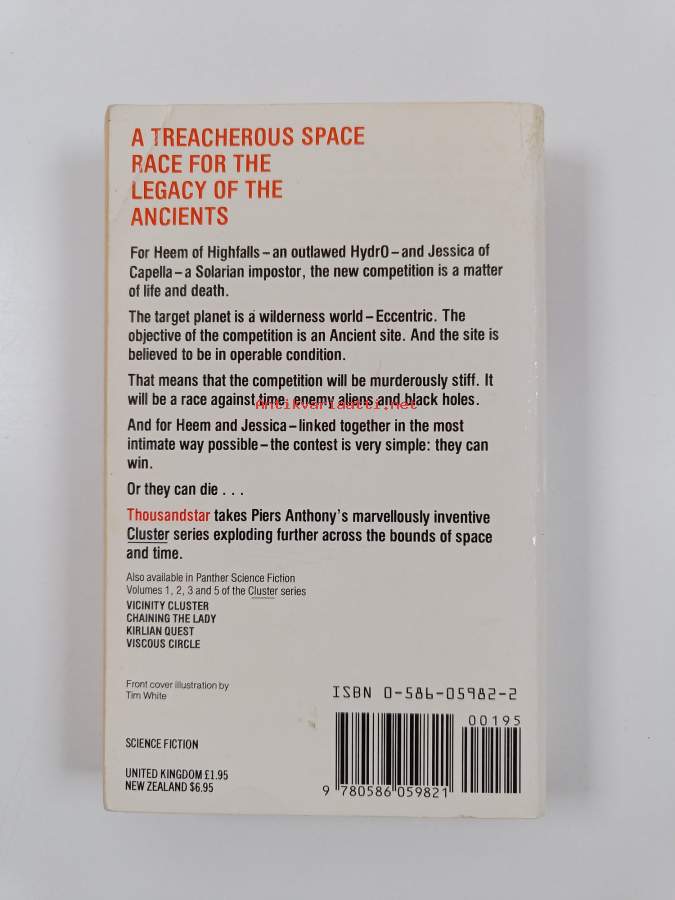 A TREACHEROUS SPACE
RACE FOR THE
LEGACY OF THE
ANCIENTS
For Heem of Highfalls – an outlawed HydrO – and Jessica of
Capella – a Solarian impostor, the new competition is a matter
of life and death.
The target planet is a wilderness world – Eccentric. The
objective of the competition is an Ancient site. And the site is
believed to be in operable condition.
That means that the competition will be murderously stiff. It
will be a race against time, enemy aliens and black holes.
Antikvariaatti.net
And for Heem and Jessica – linked together in the most
intimate way possible – the contest is very simple: they can
win.
Or they can die . . .
Thousandstar takes Piers Anthony's marvellously inventive
Cluster series exploding further across the bounds of space
and time.
Also available in Panther Science Fiction
Volumes 1, 2, 3 and 5 of the Cluster series
VICINITY CLUSTER
CHAINING THE LADY
KIRLIAN QUEST
VISCOUS CIRCLE
Front cover illustration by
Tim White
ISBN 0-586-05982-2
00195
SCIENCE FICTION
UNITED KINGDOM £1.95
NEW ZEALAND $6.95
9 780586 059821